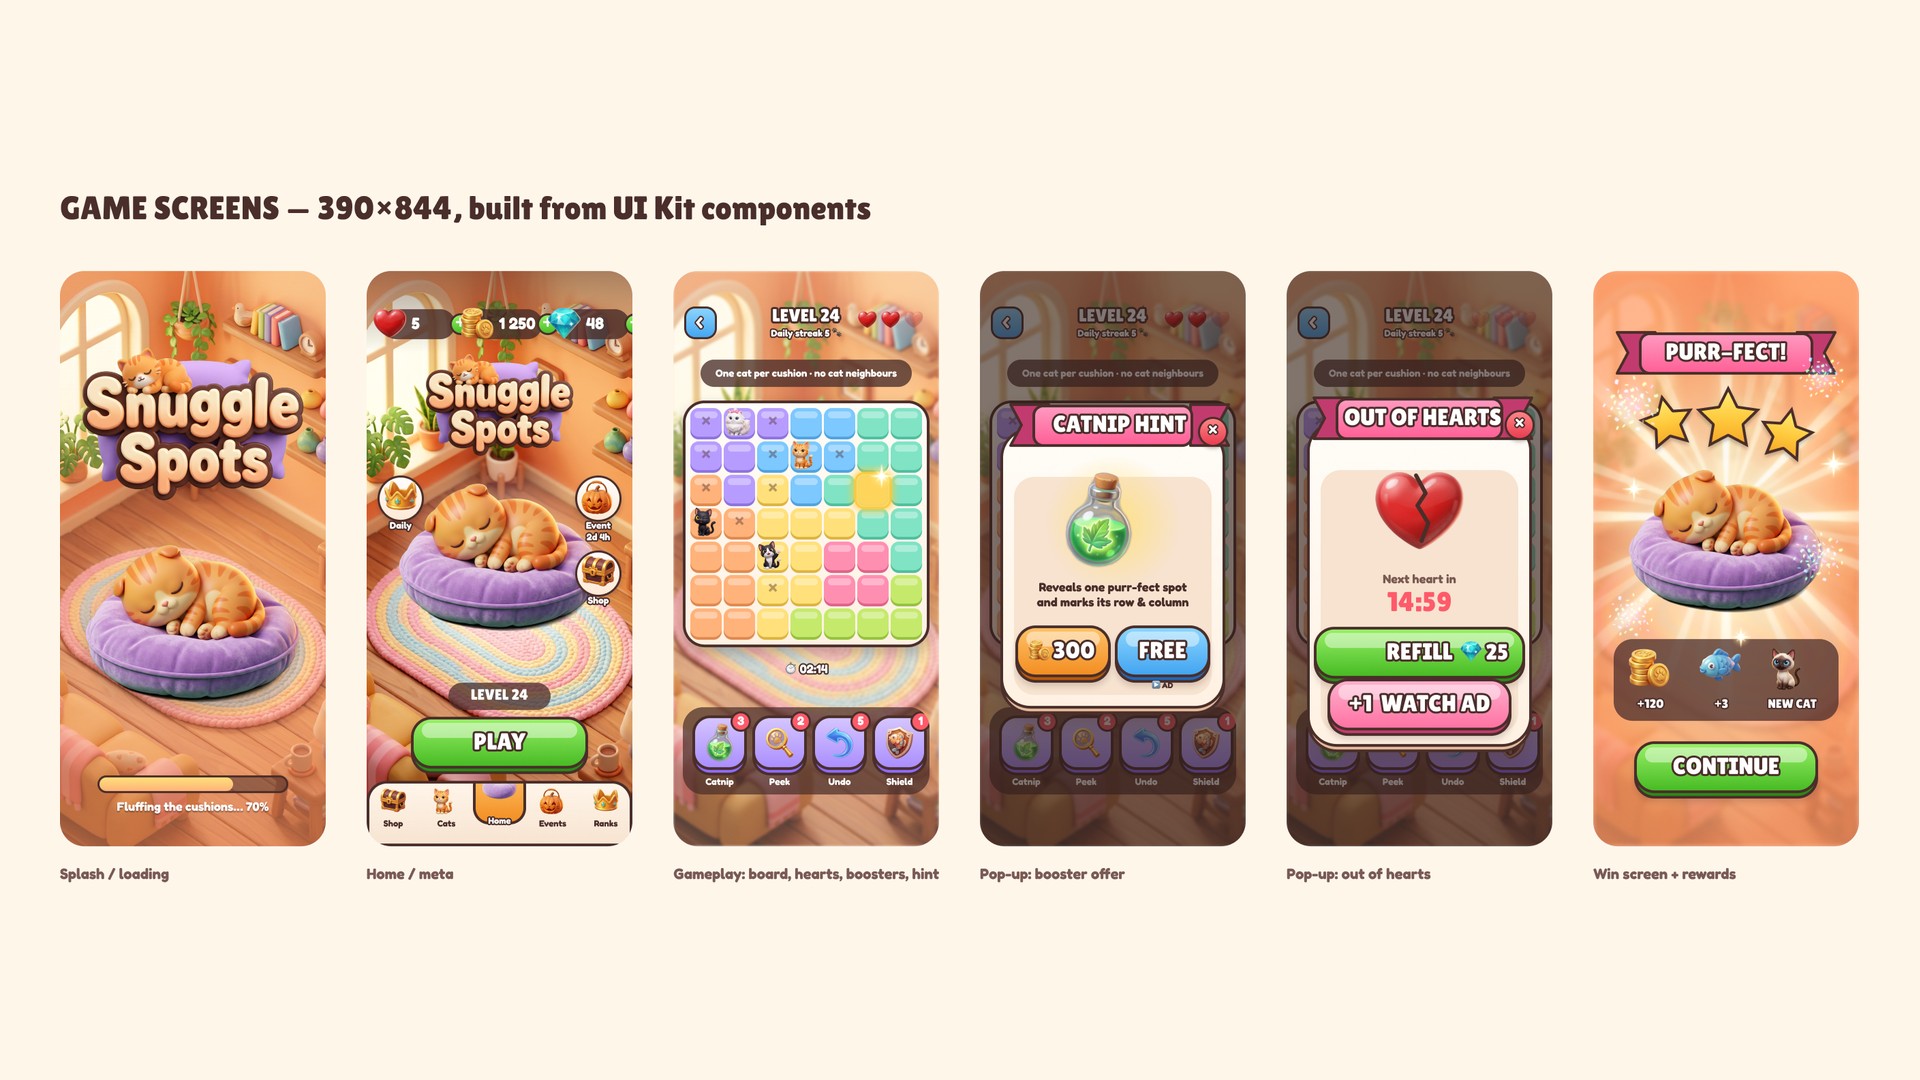 GAME SCREENS — 390×844, built from UI Kit components
Snuggle
Spots
Fluffing the cushions... 70%
Splash / loading
5
1 250
48
Snuggle
Spots
Daily
Event
2d 4h
Shop
LEVEL 24
PLAY
Shop
Cats
Home
Events
Ranks
Home / meta
LEVEL 24
Daily streak 5
One cat per cushion · no cat neighbours
02:14
3
2
5
1
Catnip
Peek
Undo
Shield
Gameplay: board, hearts, boosters, hint
LEVEL 24
Daily streak 5
One cat per cushion · no cat neighbours
CATNIP HINT
Reveals one purr-fect spot
and marks its row & column
300
FREE
AD
3
2
5
1
Catnip
Peek
Undo
Shield
Pop-up: booster offer
LEVEL 24
Daily streak 5
One cat per cushion · no cat neighbours
OUT OF HEARTS
Next heart in
14:59
REFILL 25
+1 WATCH AD
1
Catnip
Peek
Undo
Shield
Pop-up: out of hearts
PURR-FECT!
+120
+3
NEW CAT
CONTINUE
Win screen + rewards